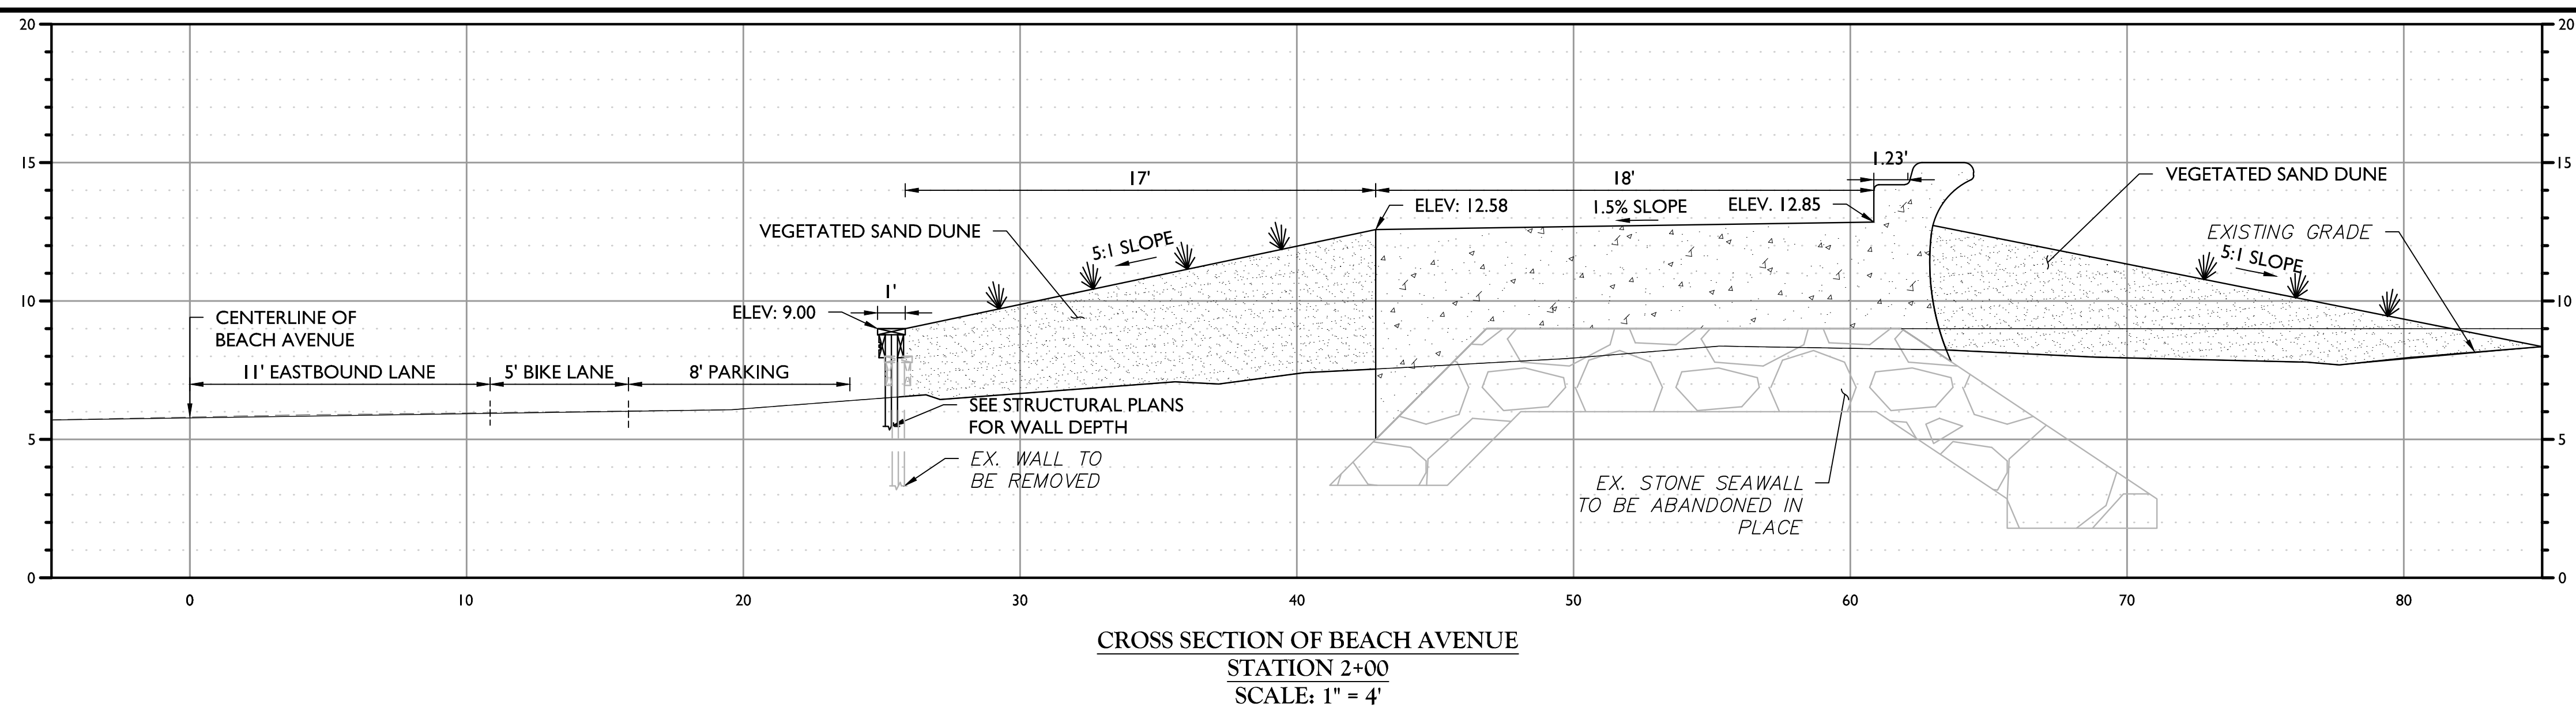 20
20
15
15
10
10
5
5
0
0
17'
18'
1.23'
VEGETATED SAND DUNE
5:1 SLOPE
ELEV: 12.58
1.5% SLOPE
ELEV. 12.85
VEGETATED SAND DUNE
EXISTING GRADE
5:1 SLOPE
1'
ELEV: 9.00
CENTERLINE OF
BEACH AVENUE
11' EASTBOUND LANE
5' BIKE LANE
8' PARKING
SEE STRUCTURAL PLANS
FOR WALL DEPTH
EX. WALL TO
BE REMOVED
EX. STONE SEAWALL
TO BE ABANDONED IN
PLACE
0
10
20
30
40
50
60
70
80
CROSS SECTION OF BEACH AVENUE
STATION 2+00
SCALE: 1" = 4'